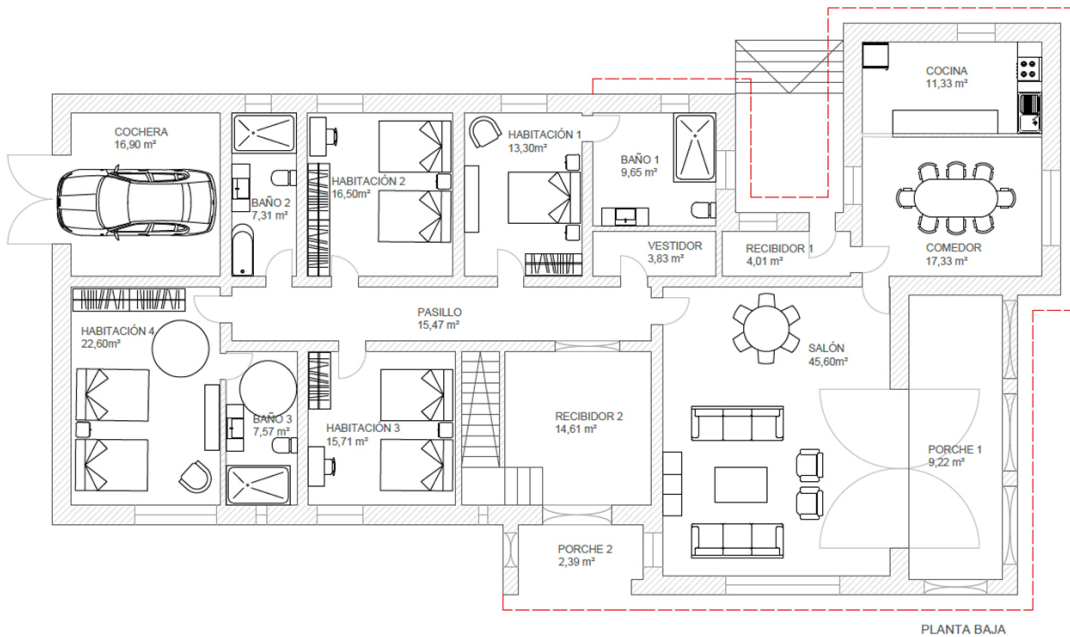 COCINA
11,33 m²
COCHERA
16,90 m²
HABITACIÓN 1
13,30m²
BAÑO 1
9,65 m²
HABITACIÓN 2
16,50m²
BAÑO 2
7,31 m²
VESTIDOR
3,83 m²
RECIBIDOR 1
4,01 m²
COMEDOR
17,33 m²
PASILLO
15,47 m²
HABITACIÓN 4
22,60m²
SALÓN
45,60m²
BAÑO 3
7,57 m²
HABITACIÓN 3
15,71 m²
RECIBIDOR 2
14,61 m²
PORCHE 1
9,22 m²
PORCHE 2
2,39 m²
PLANTA BAJA